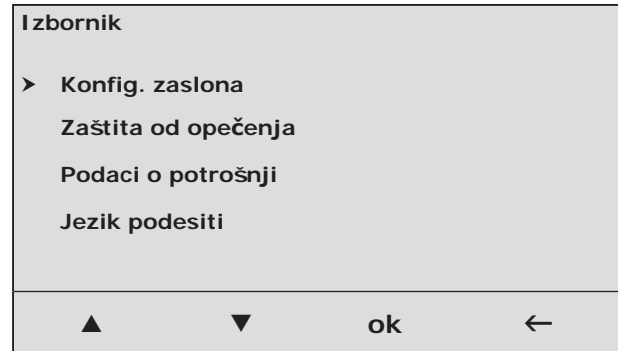 Izbornik
➤ Konfig. zaslona
Zaštita od opečenja
Podaci o potrošnji
Jezik podesiti
▲ ▼ ok ←